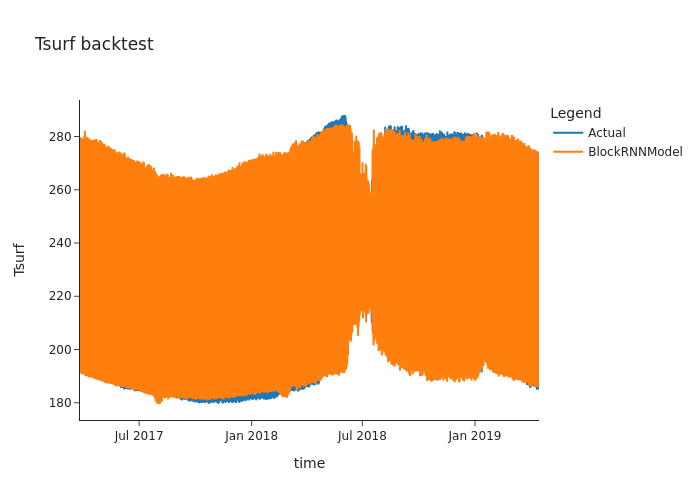 Tsurf backtest
Legend
Actual
BlockRNNModel
Tsurf
280
260
240
220
200
180
Jul 2017
Jan 2018
Jul 2018
Jan 2019
time